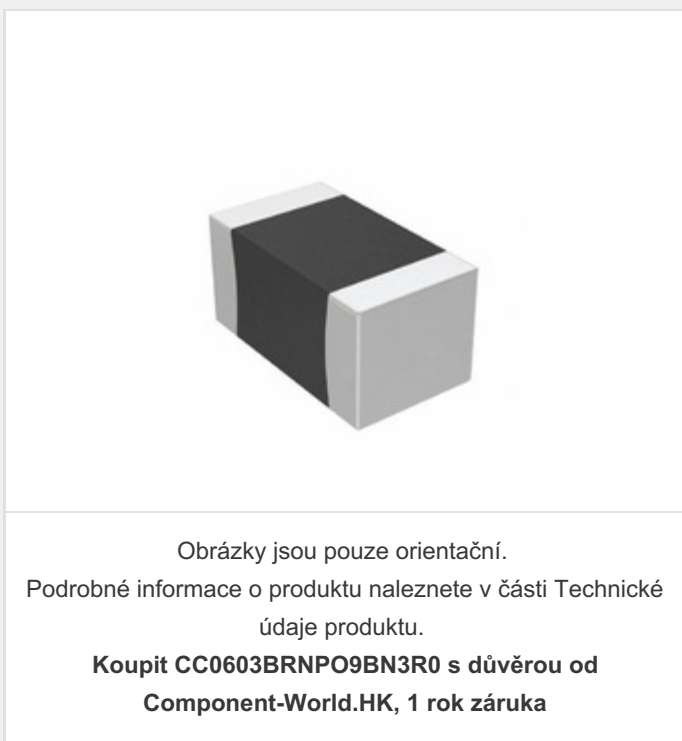 Obrázky jsou pouze orientační.
Podrobné informace o produktu naleznete v části Technické
údaje produktu.
Koupit CC0603BRNPO9BN3R0 s důvěrou od
Component-World.HK, 1 rok záruka